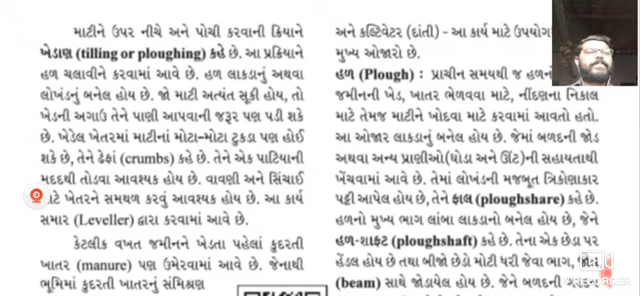 માટીને ઉપર નીચે અને પોચી કરવાની ક્રિયાને
ખેડાણ (tilling or ploughing) કહે છે. આ પ્રક્રિયાને
હળ ચલાવીને કરવામાં આવે છે. હળ લાકડાનું અથવા
લોખંડનું બનેલ હોય છે. જો માટી અત્યંત સૂકી હોય, તો
ખેડની અગાઉ તેને પાણી આપવાની જરૂર પણ પડી શકે
છે. ખેડેલ ખેતરમાં માટીનાં મોટા-મોટા ટુકડા પણ હોઈ
શકે છે, તેને ઢેફાં (crumbs) કહે છે. તેને એક પાટિયાની
મદદથી તોડવા આવશ્યક હોય છે. વાવણી અને સિંચાઈ
માટે ખેતરને સમથળ કરવું આવશ્યક હોય છે. આ કાર્ય
સમાર (Leveller) દ્વારા કરવામાં આવે છે.
કેટલીક વખત જમીનને ખેડતા પહેલાં કુદરતી
ખાતર (manure) પણ ઉમેરવામાં આવે છે. જેનાથી
ભૂમિમાં કુદરતી ખાતરનું સંમિશ્રણ
અને કલ્ટિવેટર (દાંતી) - આ કાર્ય માટે
મુખ્ય ઓજારો છે.
હળ (Plough) : પ્રાચીન સમયથી જ
જમીનની ખેડ, ખાતર ભેળવવા માટે, નીંદણના નિકાલ
માટે તેમજ માટીને ખોદવા માટે કરવામાં આવતો હતો.
આ ઓજાર લાકડાનું બનેલ હોય છે. જેમાં બળદની જોડ
અથવા અન્ય પ્રાણીઓ (ઘોડા અને ઊંટ)ની સહાયતાથી
ખેંચવામાં આવે છે. તેમાં લોખંડની મજબૂત ત્રિકોણાકાર
પટ્ટી આપેલ હોય છે, તેને ફાલ (ploughshare) કહે છે.
હળનો મુખ્ય ભાગ લાંબા લાકડાનો બનેલ હોય છે, જેને
હળ-શાફ્ટ (ploughshaft) કહે છે. તેના એક છેડા પર
હેંડલ હોય છે તથા બીજો છેડો મોટી ધરી જેવા ભાગ,
(beam) સાથે જોડાયેલ હોય છે. જેને બળદની